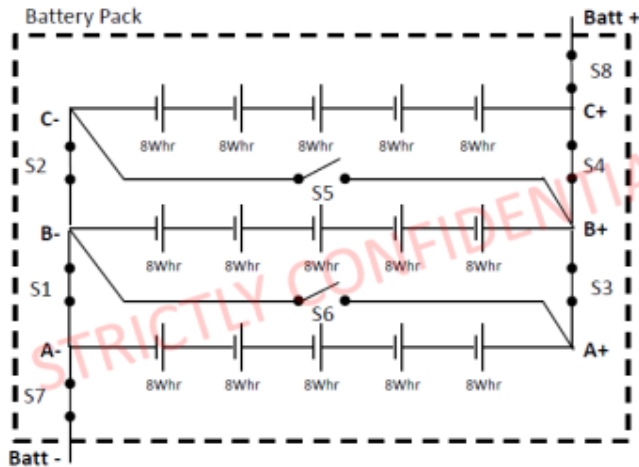 Battery Pack
Batt +
S8
C-
C+
8Whr 8Whr 8Whr 8Whr 8Whr
S2
S4
S5
B-
B+
8Whr 8Whr 8Whr 8Whr 8Whr
S1
S3
S6
A-
A+
8Whr 8Whr 8Whr 8Whr 8Whr
S7
Batt -
STRICTLY CONFIDENTIA